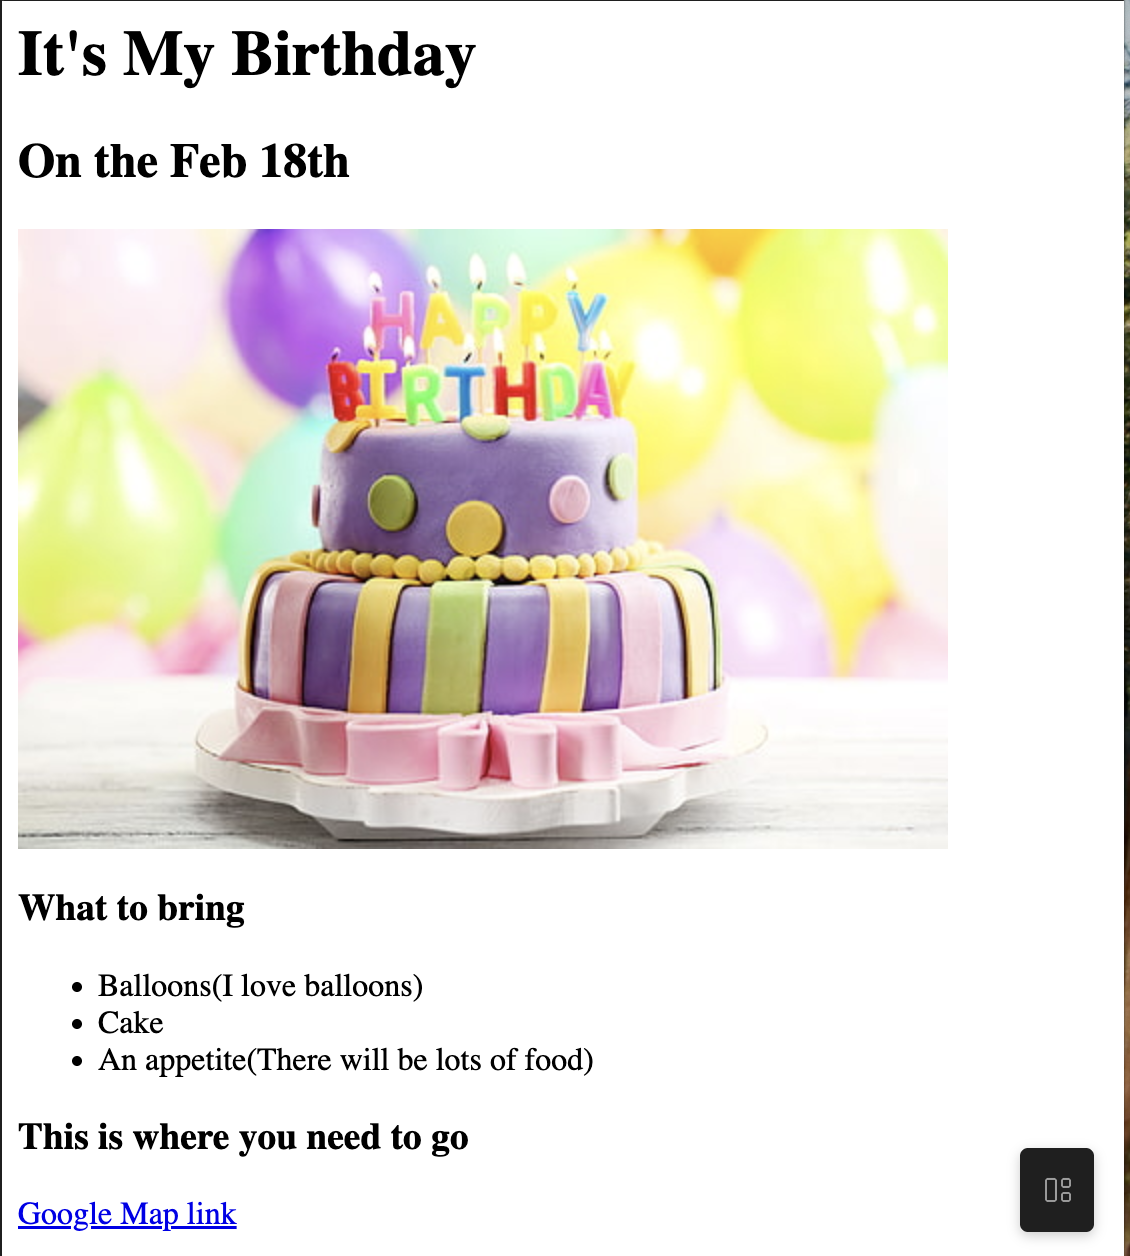 It's My Birthday
On the Feb 18th
HAPPY
BIRTHDAY
What to bring
Balloons(I love balloons)
Cake
An appetite(There will be lots of food)
This is where you need to go
Google Map link